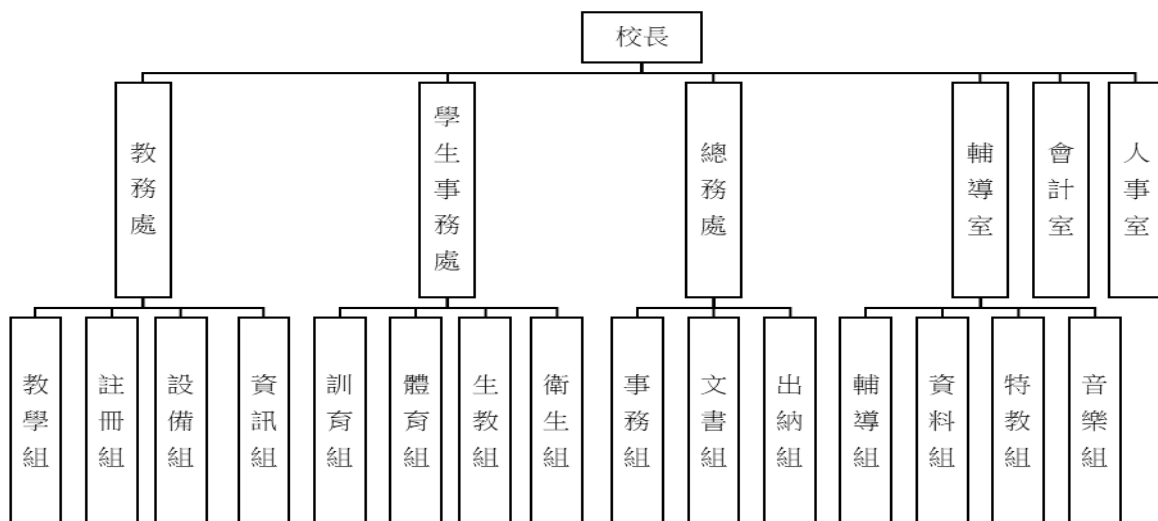 校長
教務處
學生事務處
總務處
輔導室
會計室
人事室
教學組
註冊組
設備組
資訊組
訓育組
體育組
生教組
衛生組
事務組
文書組
出納組
輔導組
資料組
特教組
音樂組